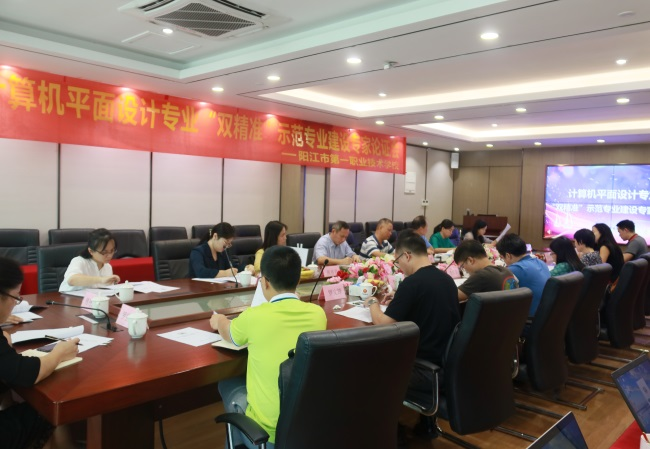 算机平面设计专业“双精准”示范专业建设专家论证会
——阳江市第一职业技术学校
计算机平面设计专
“双精准”示范专业建设专家